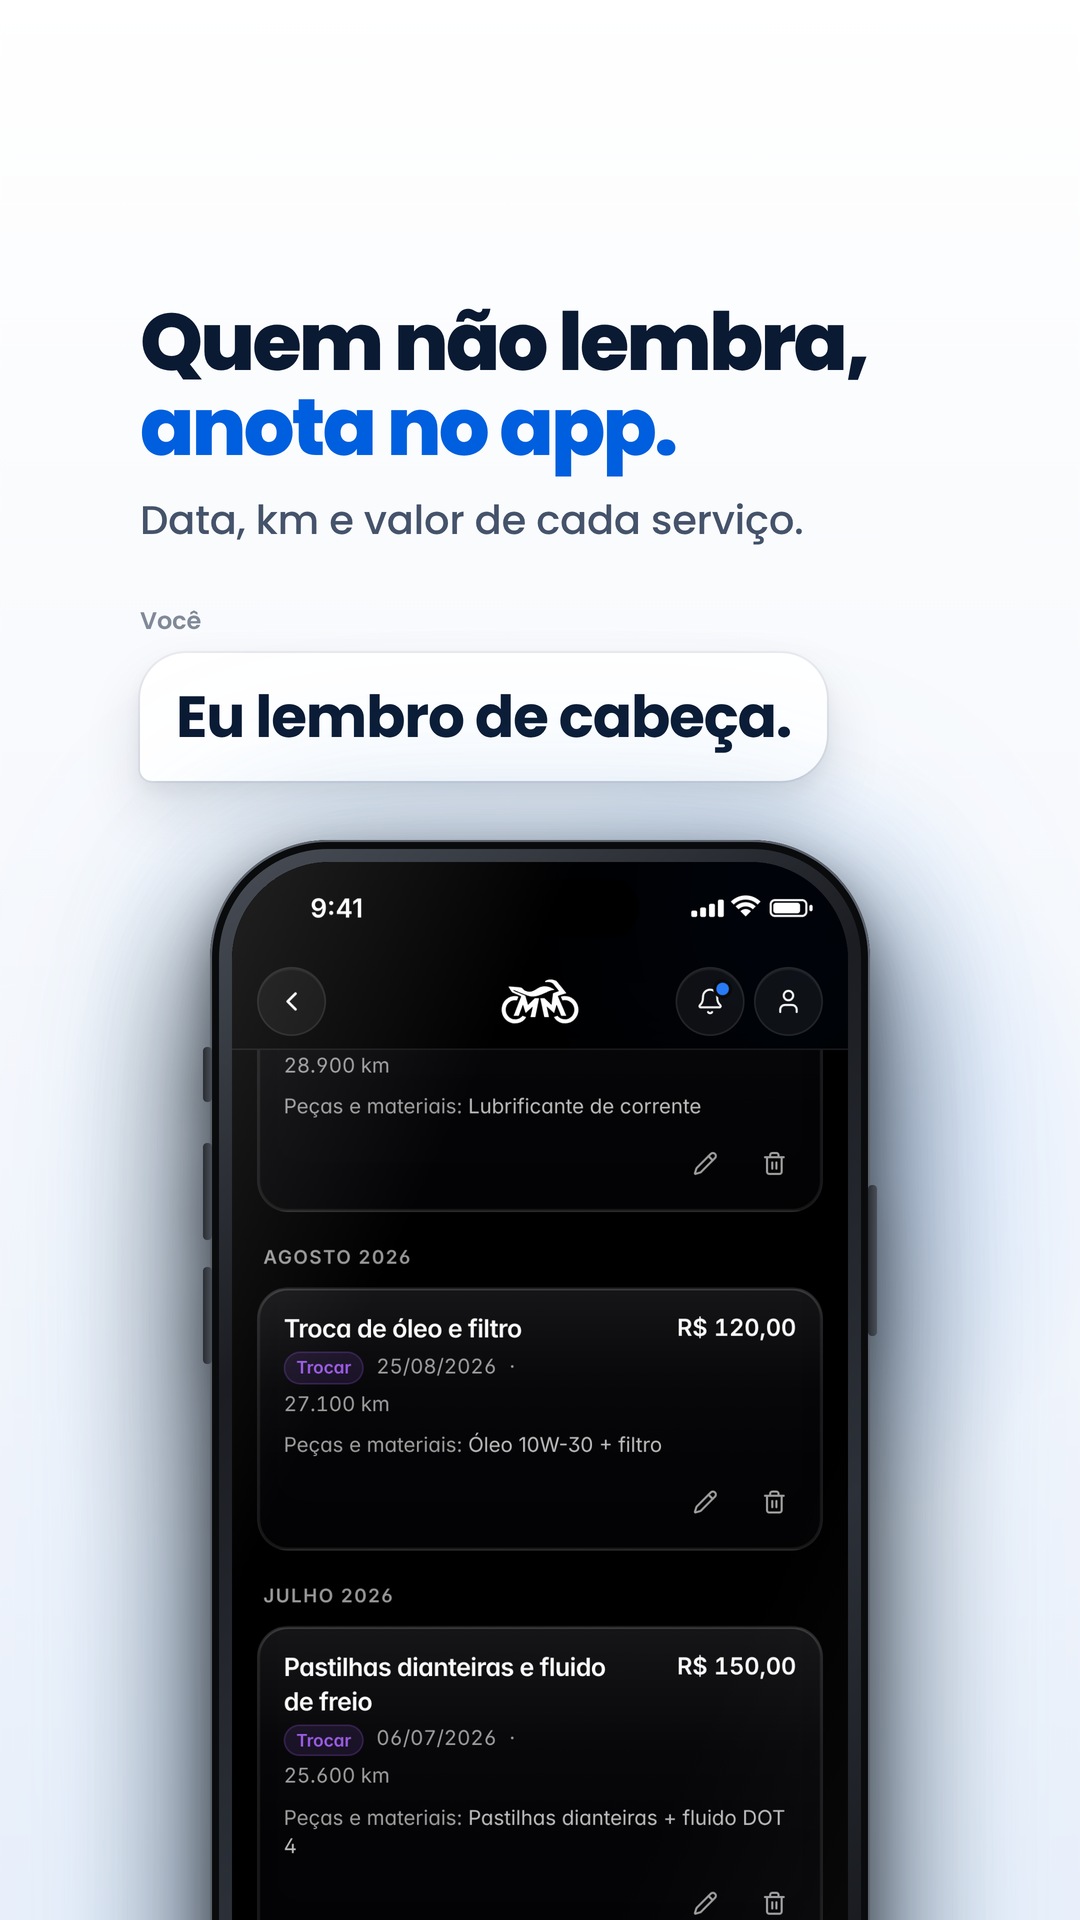 Quem não lembra,
anota no app.
Data, km e valor de cada serviço.
Você
Eu lembro de cabeça.
9:41
MM
28.900 km
Peças e materiais: Lubrificante de corrente
AGOSTO 2026
Troca de óleo e filtro R$ 120,00
Trocar 25/08/2026 ·
27.100 km
Peças e materiais: Óleo 10W-30 + filtro
JULHO 2026
Pastilhas dianteiras e fluido R$ 150,00
de freio
Trocar 06/07/2026 ·
25.600 km
Peças e materiais: Pastilhas dianteiras + fluido DOT
4